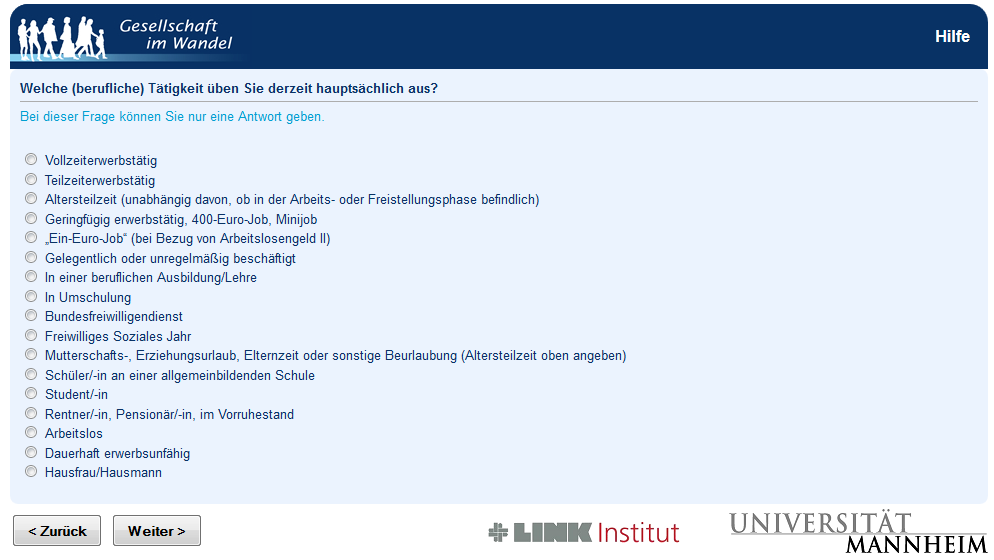 Gesellschaft
im Wandel
Hilfe
Welche (berufliche) Tätigkeit üben Sie derzeit hauptsächlich aus?
Bei dieser Frage können Sie nur eine Antwort geben.
Vollzeiterwerbstätig
Teilzeiterwerbstätig
Altersteilzeit (unabhängig davon, ob in der Arbeits- oder Freistellungsphase befindlich)
Geringfügig erwerbstätig, 400-Euro-Job, Minijob
„Ein-Euro-Job“ (bei Bezug von Arbeitslosengeld II)
Gelegentlich oder unregelmäßig beschäftigt
In einer beruflichen Ausbildung/Lehre
In Umschulung
Bundesfreiwilligendienst
Freiwilliges Soziales Jahr
Mutterschafts-, Erziehungsurlaub, Elternzeit oder sonstige Beurlaubung (Altersteilzeit oben angeben)
Schüler/-in an einer allgemeinbildenden Schule
Student/-in
Rentner/-in, Pensionär/-in, im Vorruhestand
Arbeitslos
Dauerhaft erwerbsunfähig
Hausfrau/Hausmann
< Zurück
Weiter >
LINK Institut
UNIVERSITÄT
MANNHEIM